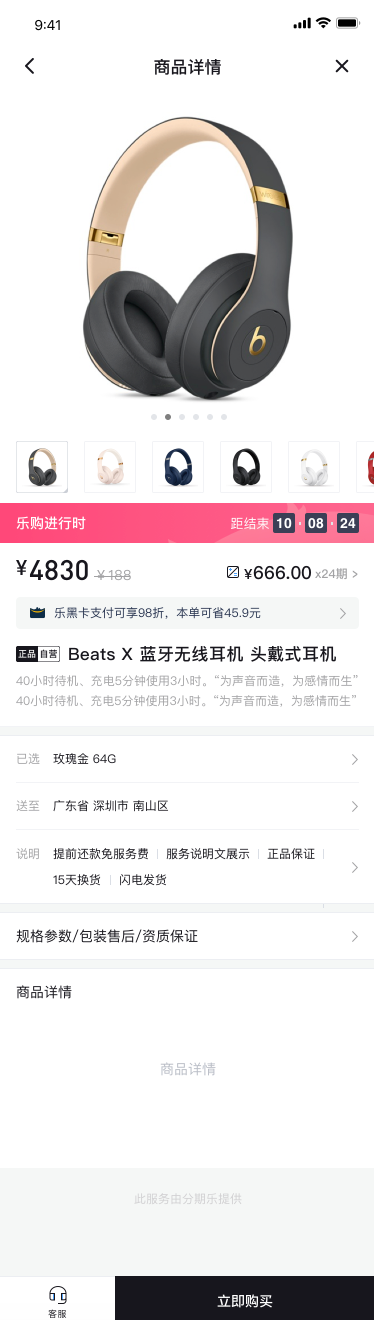 9:41
商品详情
乐购进行时
距结束 10 : 08 : 24
¥4830 ¥188
¥666.00 x24期
乐黑卡支付可享98折，本单可省45.9元
正品 自营 Beats X 蓝牙无线耳机 头戴式耳机
40小时待机、充电5分钟使用3小时。“为声音而造，为感情而生”
40小时待机、充电5分钟使用3小时。“为声音而造，为感情而生”
已选 玫瑰金 64G
送至 广东省 深圳市 南山区
说明 提前还款免服务费 服务说明文展示 正品保证
15天换货 闪电发货
规格参数/包装售后/资质保证
商品详情
商品详情
此服务由分期乐提供
客服
立即购买